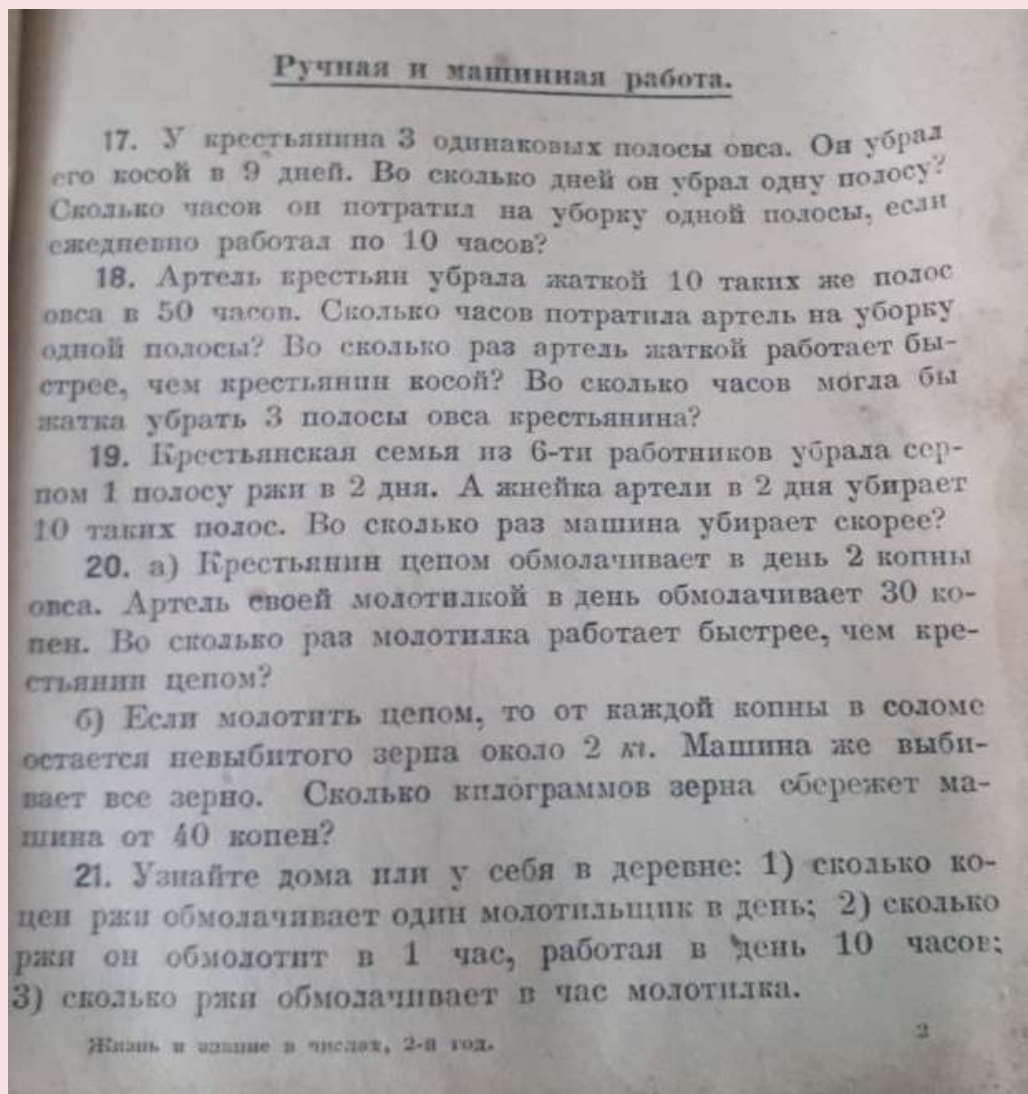 Ручная и машинная работа.
17. У крестьянина 3 одинаковых полосы овса. Он убрал
его косой в 9 дней. Во сколько дней он убрал одну полосу?
Сколько часов он потратил на уборку одной полосы, если
ежедневно работал по 10 часов?
18. Артель крестьян убрала жаткой 10 таких же полос
овса в 50 часов. Сколько часов потратила артель на уборку
одной полосы? Во сколько раз артель жаткой работает бы-
стрее, чем крестьянин косой? Во сколько часов могла бы
жатка убрать 3 полосы овса крестьянина?
19. Крестьянская семья из 6-ти работников убрала сер-
пом 1 полосу ржи в 2 дня. А жнейка артели в 2 дня убирает
10 таких полос. Во сколько раз машина убирает скорее?
20. а) Крестьянин цепом обмолачивает в день 2 копны
овса. Артель своей молотилкой в день обмолачивает 30 ко-
пен. Во сколько раз молотилка работает быстрее, чем кре-
стьянин цепом?
б) Если молотить цепом, то от каждой копны в соломе
остается невыбитого зерна около 2 кг. Машина же выби-
вает все зерно. Сколько килограммов зерна сбережет ма-
шина от 40 копен?
21. Узнайте дома или у себя в деревне: 1) сколько ко-
пен ржи обмолачивает один молотильщик в день; 2) сколько
ржи он обмолотит в 1 час, работая в день 10 часов;
3) сколько ржи обмолачивает в час молотилка.
Жизнь и знание в числах, 2-й год.